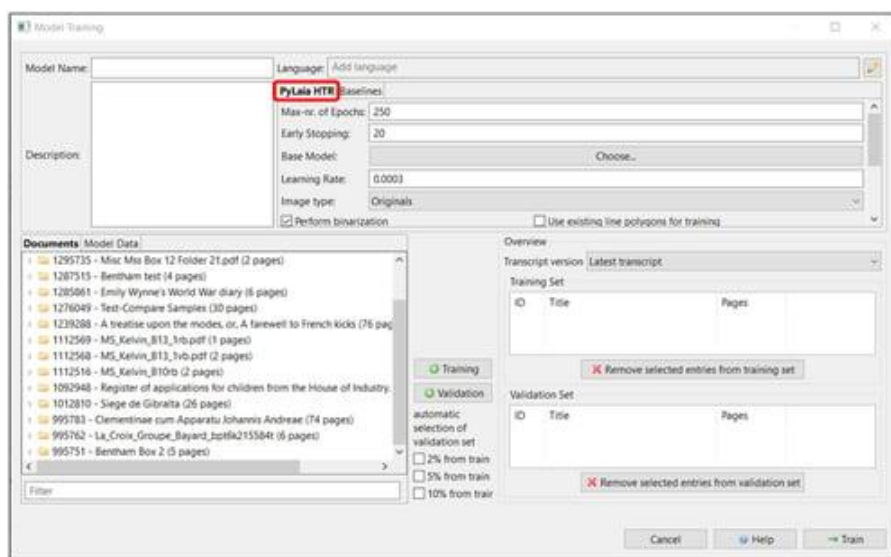 Model Training
Model Name:
Language: Add language
PyLaia HTR Baselines
Max-nr. of Epochs: 250
Early Stopping: 20
Description:
Base Model: Choose...
Learning Rate: 0.0003
Image type: Originals
Perform binarization
Use existing line polygons for training
Documents Model Data
1295735 - Misc Mss Box 12 Folder 21.pdf (2 pages)
1287515 - Bentham test (4 pages)
1285861 - Emily Wynne's World War diary (6 pages)
1276049 - Test-Compare Samples (30 pages)
1239288 - A treatise upon the modes, or, A farewell to French kicks (76 pag
1112569 - MS_Kelvin_B13_1rb.pdf (1 pages)
1112568 - MS_Kelvin_B13_1vb.pdf (2 pages)
1112516 - MS_Kelvin_B10rb (2 pages)
1092948 - Register of applications for children from the House of Industry.
1012810 - Siege de Gibralta (26 pages)
995783 - Clementinae cum Apparatu Johannis Andreae (74 pages)
995762 - La_Croix_Groupe_Bayard_bpt6k215584t (6 pages)
995751 - Bentham Box 2 (5 pages)
Filter
Training
Validation
automatic
selection of
validation set
2% from train
5% from train
10% from trair
Overview
Transcript version Latest transcript
Training Set
ID Title Pages
Remove selected entries from training set
Validation Set
ID Title Pages
Remove selected entries from validation set
Cancel Help Train